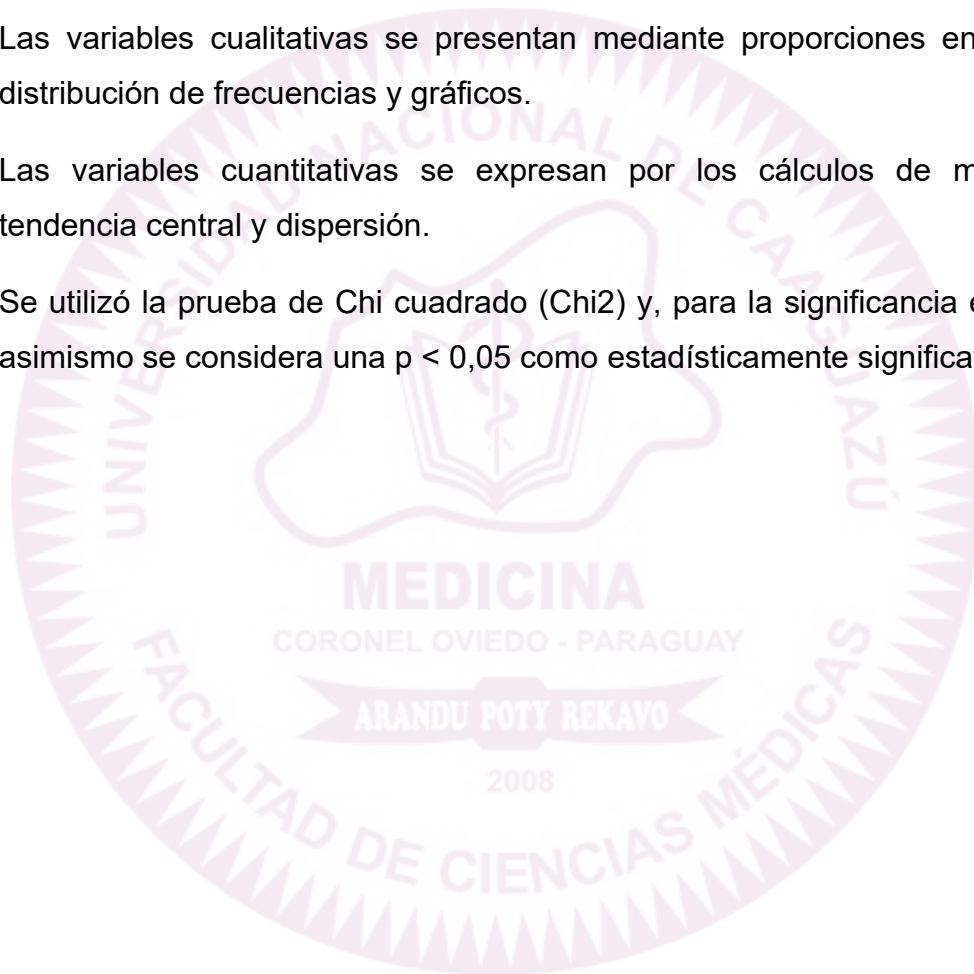 Las variables cualitativas se presentan mediante proporciones en
distribución de frecuencias y gráficos.
Las variables cuantitativas se expresan por los cálculos de
tendencia central y dispersión.
Se utilizó la prueba de Chi cuadrado (Chi2) y, para la significancia
asimismo se considera una p < 0,05 como estadísticamente
UNIVERSIDAD NACIONAL DE CAAGUAZÚ
MEDICINA
CORONEL OVIEDO - PARAGUAY
ARANDU POTY REKAVO
2008
FACULTAD DE CIENCIAS MÉDICAS